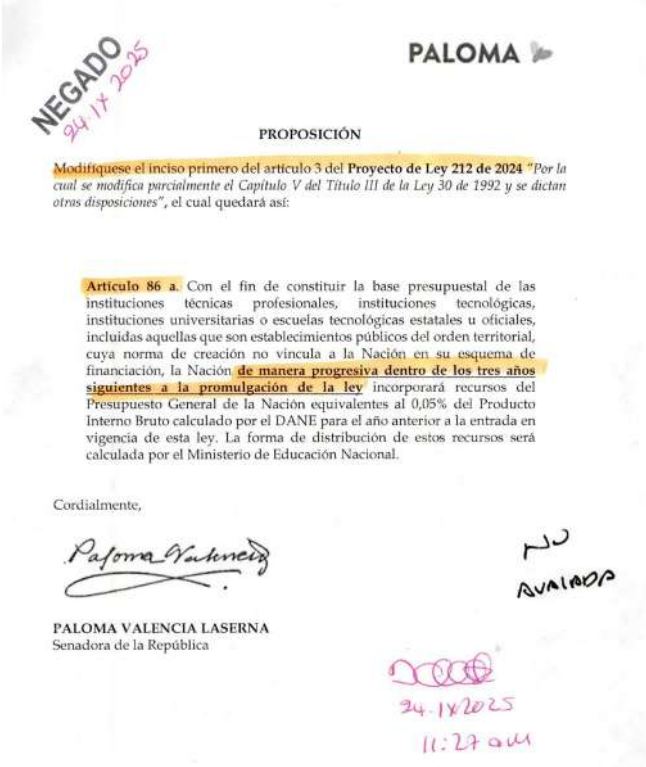 NEGADO
24·IX 2025
PALOMA
PROPOSICIÓN
Modifíquese el inciso primero del artículo 3 del Proyecto de Ley 212 de 2024 "Por la
cual se modifica parcialmente el Capítulo V del Título III de la Ley 30 de 1992 y se dictan
otras disposiciones", el cual quedará así:
Artículo 86 a. Con el fin de constituir la base presupuestal de las
instituciones técnicas profesionales, instituciones tecnológicas,
instituciones universitarias o escuelas tecnológicas estatales u oficiales,
incluidas aquellas que son establecimientos públicos del orden territorial,
cuya norma de creación no vincula a la Nación en su esquema de
financiación, la Nación de manera progresiva dentro de los tres años
siguientes a la promulgación de la ley incorporará recursos del
Presupuesto General de la Nación equivalentes al 0,05% del Producto
Interno Bruto calculado por el DANE para el año anterior a la entrada en
vigencia de esta ley. La forma de distribución de estos recursos será
calculada por el Ministerio de Educación Nacional.
Cordialmente,
Paloma Valencia
NO
AVALADA
PALOMA VALENCIA LASERNA
Senadora de la República
24·IX2025
11:27 am